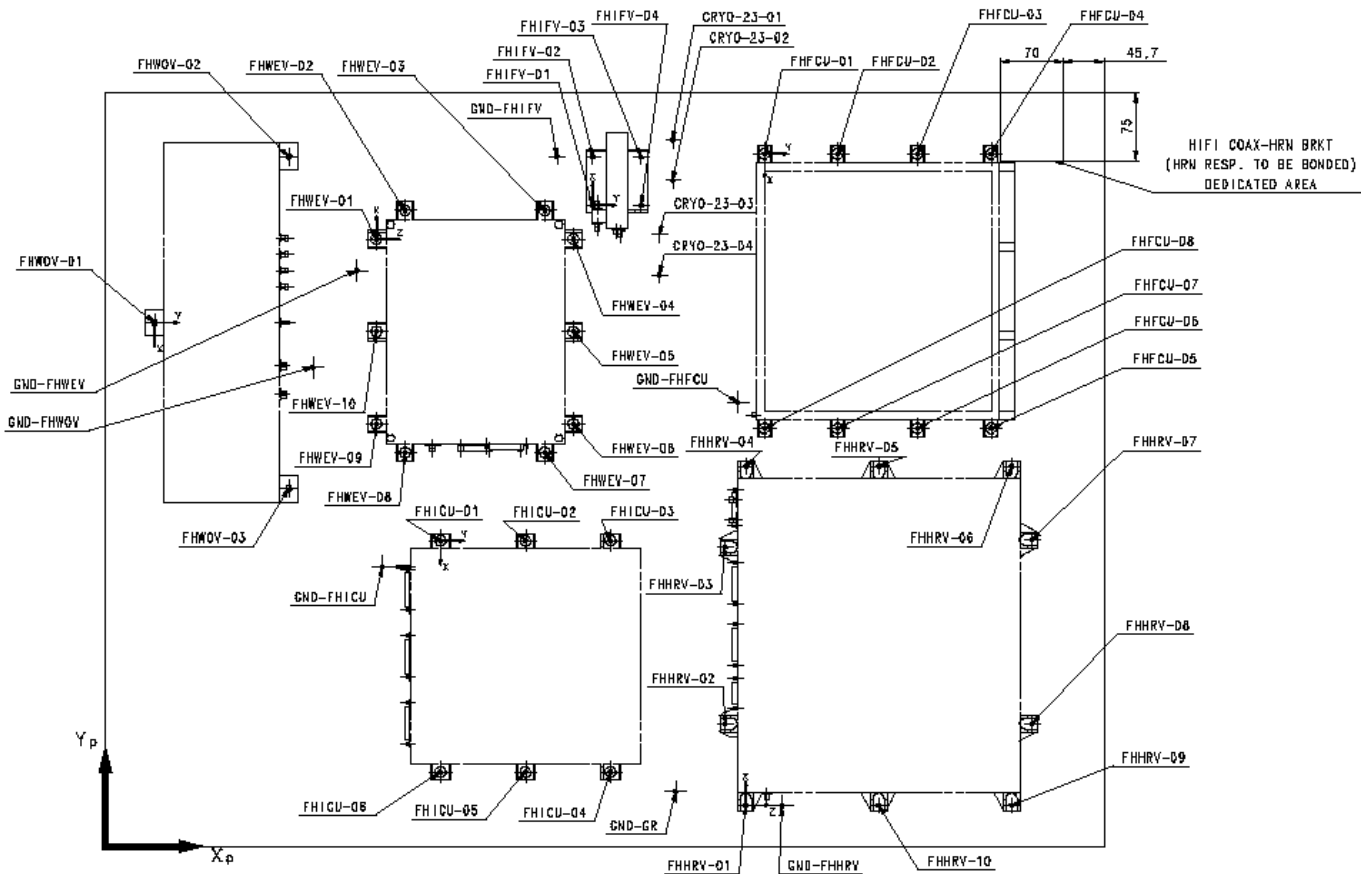 FHIFV-04
FHIFV-03
CRYO-23-01
FHFCU-03
FHFCU-04
FHIFV-02
CRYO-23-02
FHWOV-02
FHWEV-02
FHWEV-03
FHIFV-01
FHFCU-01
FHFCU-02
70
45,7
GND-FHIFV
75
HIFI COAX-HRN BRKT
(HRN RESP. TO BE BONDED)
DEDICATED AREA
Y
X
X
Y
FHWEV-01
X
Z
CRYO-23-03
CRYO-23-04
FHFCU-08
FHWOV-01
FHFCU-07
FHWEV-04
Y
X
FHFCU-06
FHWEV-05
FHFCU-05
GND-FHWEV
GND-FHFCU
FHWEV-10
GND-FHWOV
FHWEV-09
FHWEV-06
FHHRV-04
FHHRV-05
FHHRV-07
FHWEV-08
FHWEV-07
FHICU-01
FHICU-02
FHICU-03
FHWOV-03
Y
X
FHHRV-06
FHHRV-03
GND-FHICU
FHHRV-08
FHHRV-02
Yp
X
Z
FHHRV-09
FHICU-06
FHICU-05
FHICU-04
GND-GR
Xp
FHHRV-01
GND-FHHRV
FHHRV-10